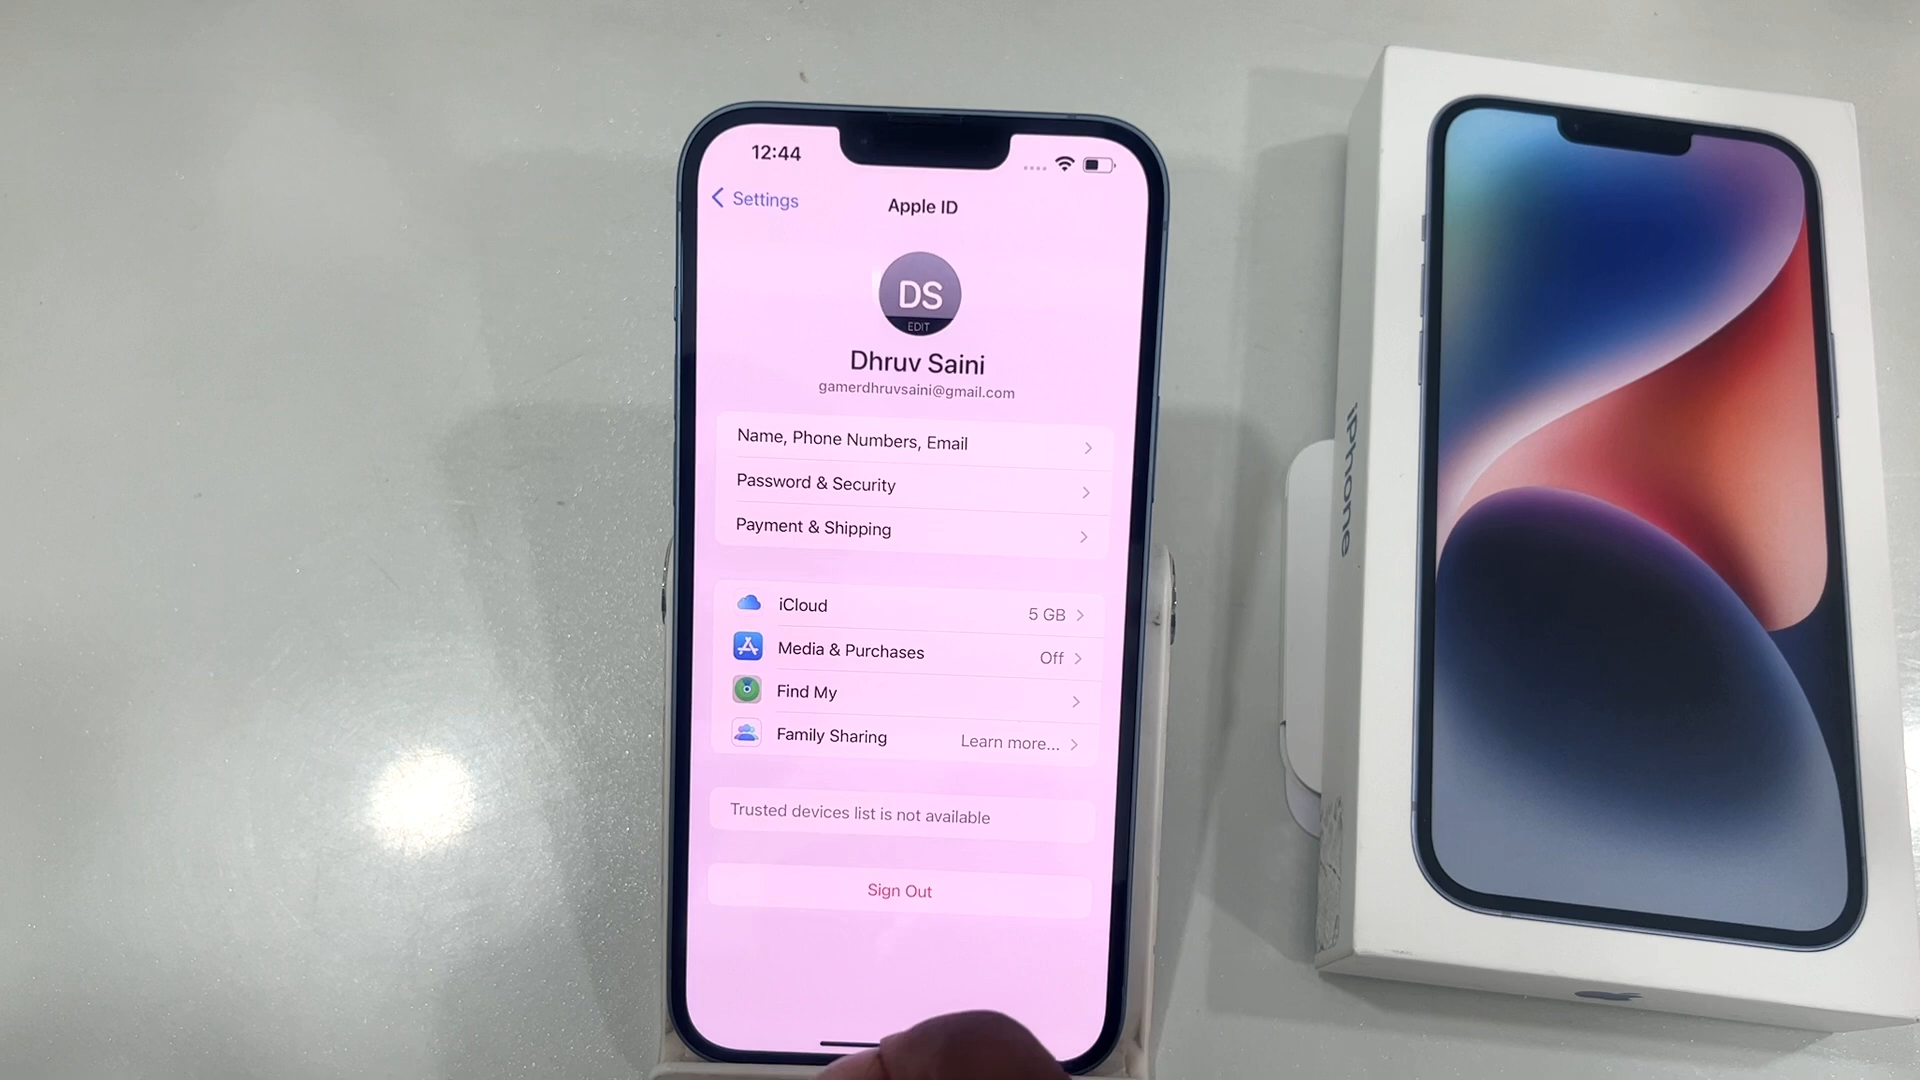 12:44
Settings
Apple ID
DS
EDIT
Dhruv Saini
gamerdhruvsaini@gmail.com
Name, Phone Numbers, Email
Password & Security
Payment & Shipping
iCloud
5 GB
Media & Purchases
Off
Find My
Family Sharing
Learn more...
Trusted devices list is not available
Sign Out
iPhone